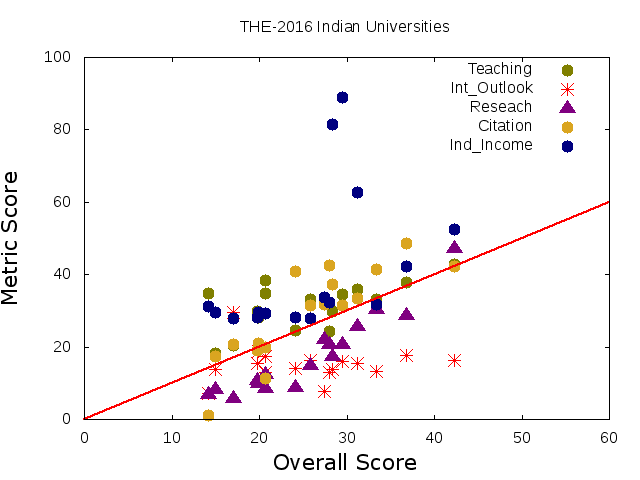 THE-2016 Indian Universities
Metric Score
100
80
60
40
20
0
Teaching
Int_Outlook
Reseach
Citation
Ind_Income
0 10 20 30 40 50 60
Overall Score